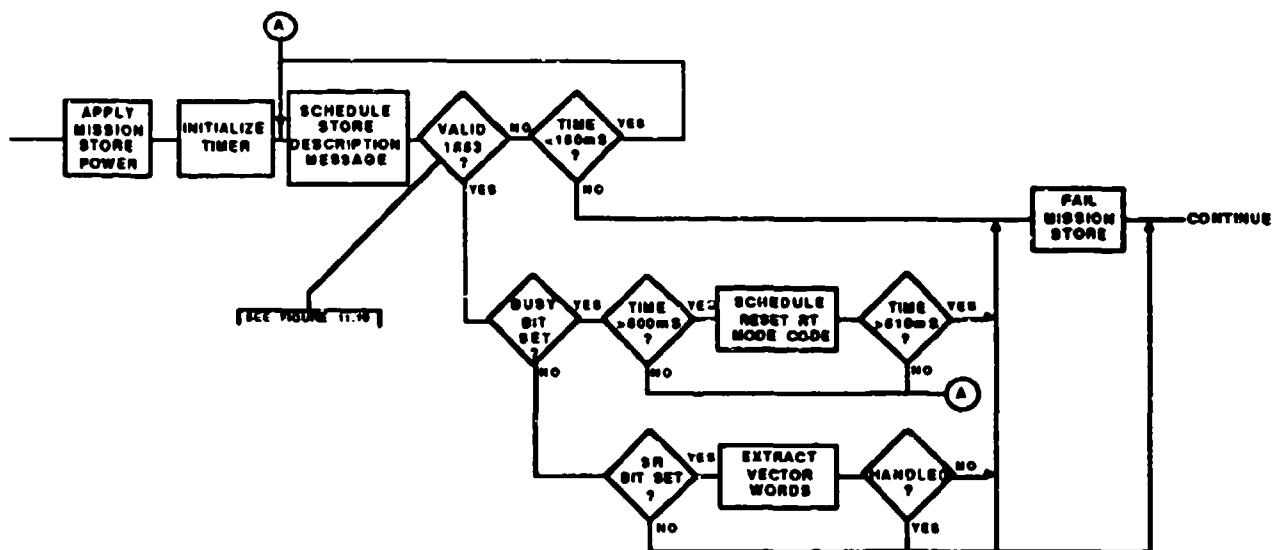 A
APPLY
MISSION
STORE
POWER
INITIALIZE
TIMER
SCHEDULE
STORE
DESCRIPTION
MESSAGE
VALID
1553
?
NO
YES
TIME
<150mS
?
YES
NO
FAIL
MISSION
STORE
CONTINUE
SEE FIGURE 11.16
BUSY
BIT
SET
?
YES
NO
TIME
>500mS
?
YES
NO
SCHEDULE
RESET RT
MODE CODE
TIME
>510mS
?
YES
NO
A
SR
BIT SET
?
YES
NO
EXTRACT
VECTOR
WORDS
HANDLED
?
NO
YES